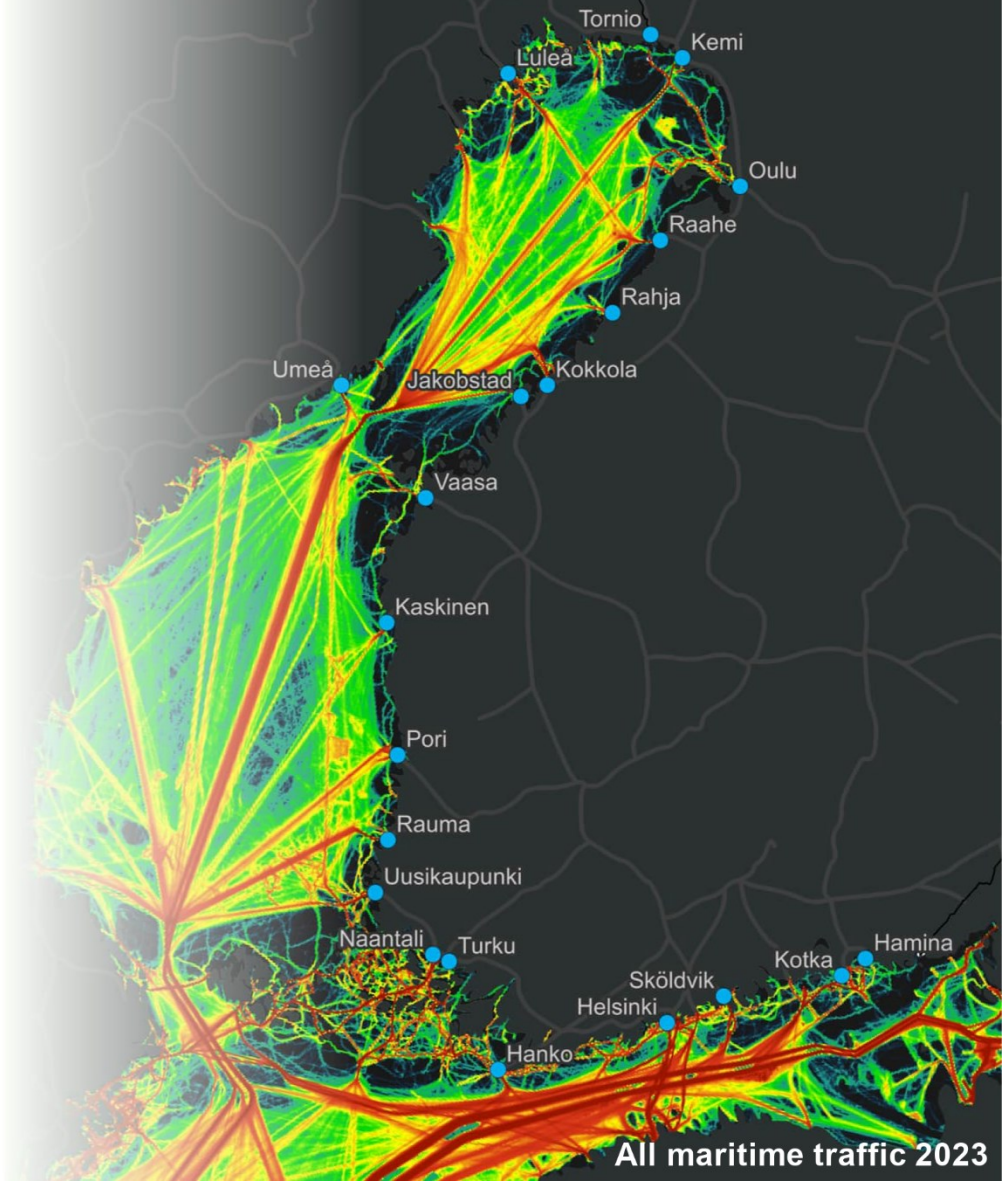 Tornio
Kemi
Luleå
Oulu
Raahe
Rahja
Umeå
Jakobstad
Kokkola
Vaasa
Kaskinen
Pori
Rauma
Uusikaupunki
Naantali
Turku
Hamina
Kotka
Sköldvik
Helsinki
Hanko
All maritime traffic 2023